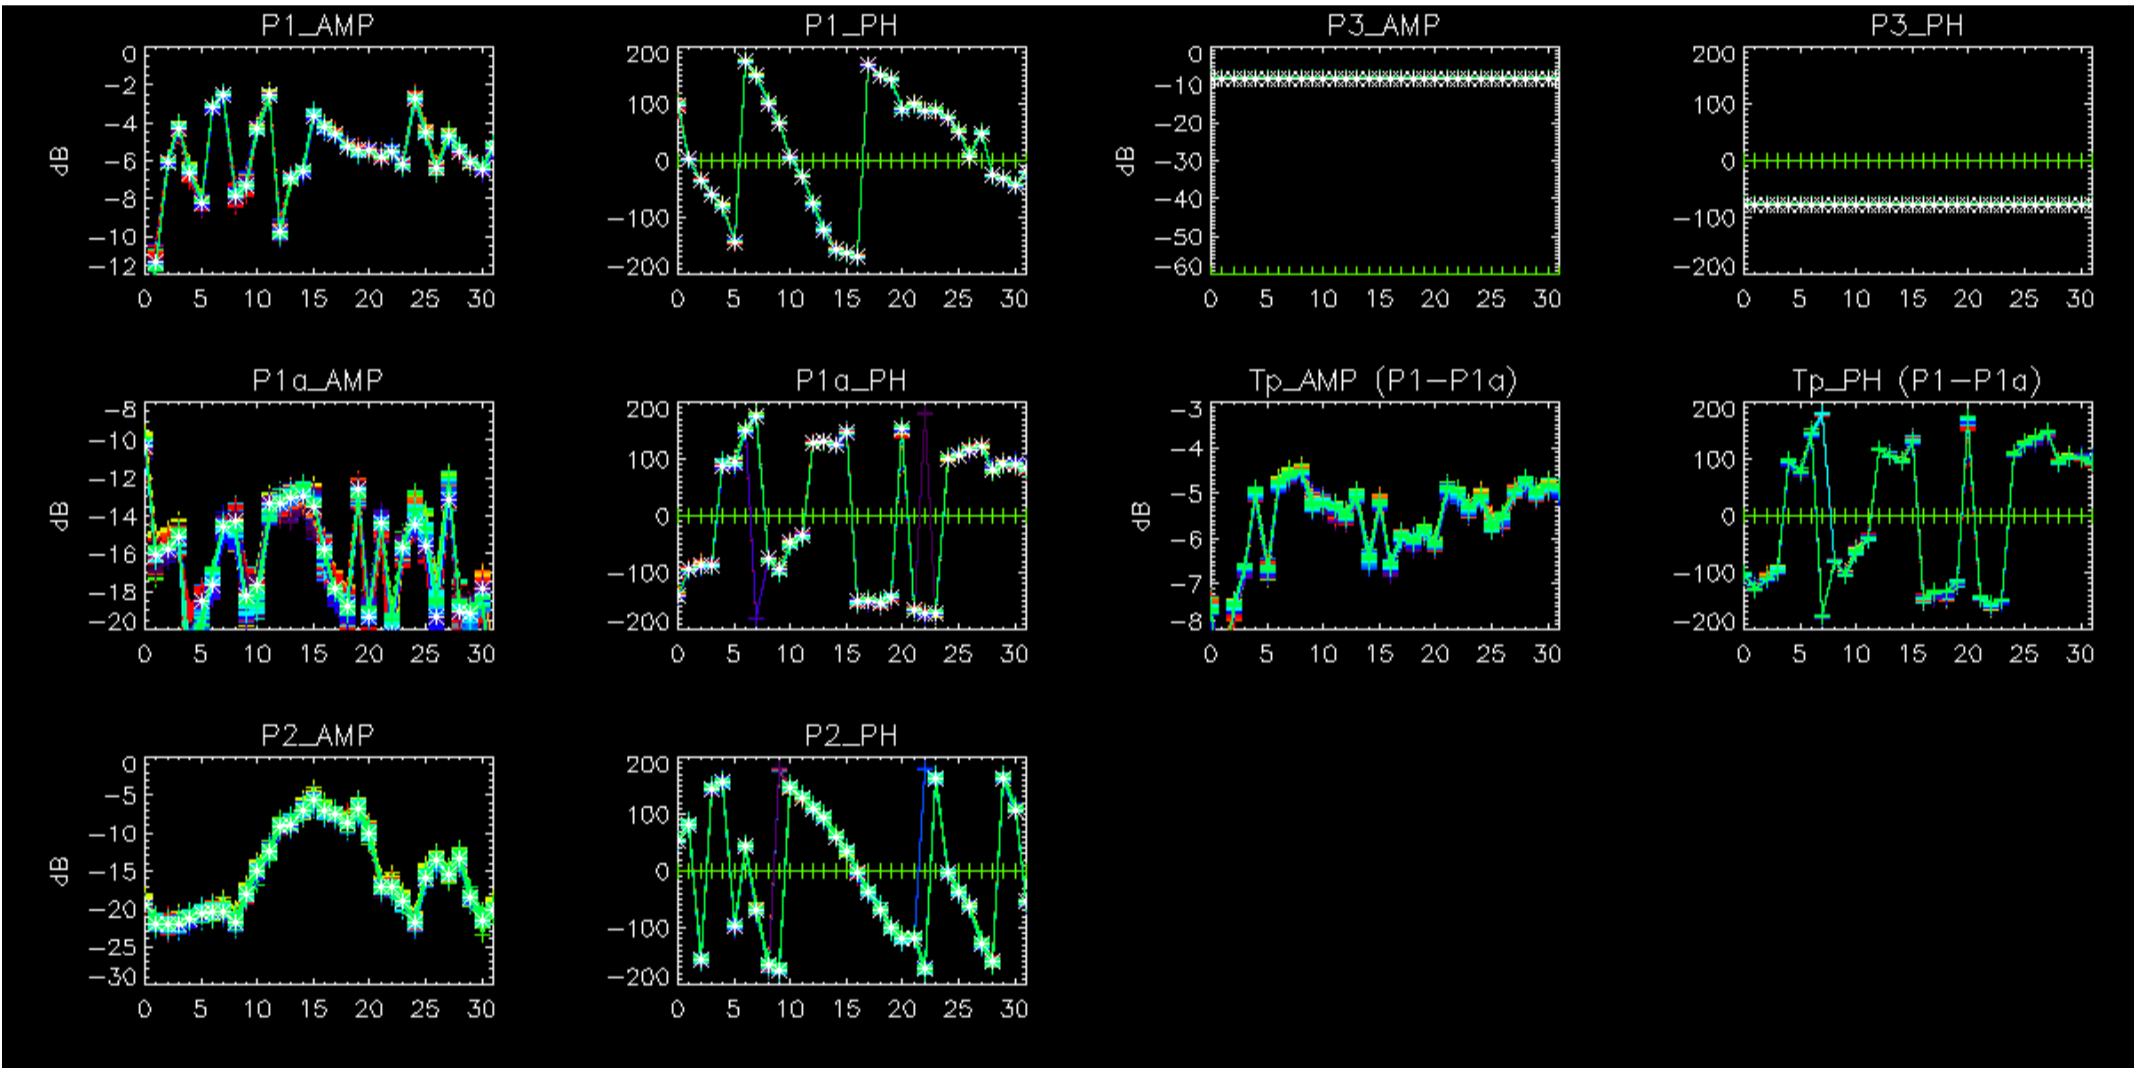 P1_AMP P1_PH P3_AMP P3_PH
0 200 0 200
−2 −10
100 100
−4 −20
dB −6 0 dB −30 0
−8 −40
−100 −100
−10 −50
−12 −200 −60 −200
0 5 10 15 20 25 30 0 5 10 15 20 25 30 0 5 10 15 20 25 30 0 5 10 15 20 25 30
P1a_AMP P1a_PH Tp_AMP (P1−P1a) Tp_PH (P1−P1a)
−8 200 −3 200
−10
100 −4 100
−12
dB −14 0 dB −5 0
−16 −6
−100 −100
−18 −7
−20 −200 −8 −200
0 5 10 15 20 25 30 0 5 10 15 20 25 30 0 5 10 15 20 25 30 0 5 10 15 20 25 30
P2_AMP P2_PH
0 200
−5
100
−10
dB −15 0
−20
−100
−25
−30 −200
0 5 10 15 20 25 30 0 5 10 15 20 25 30